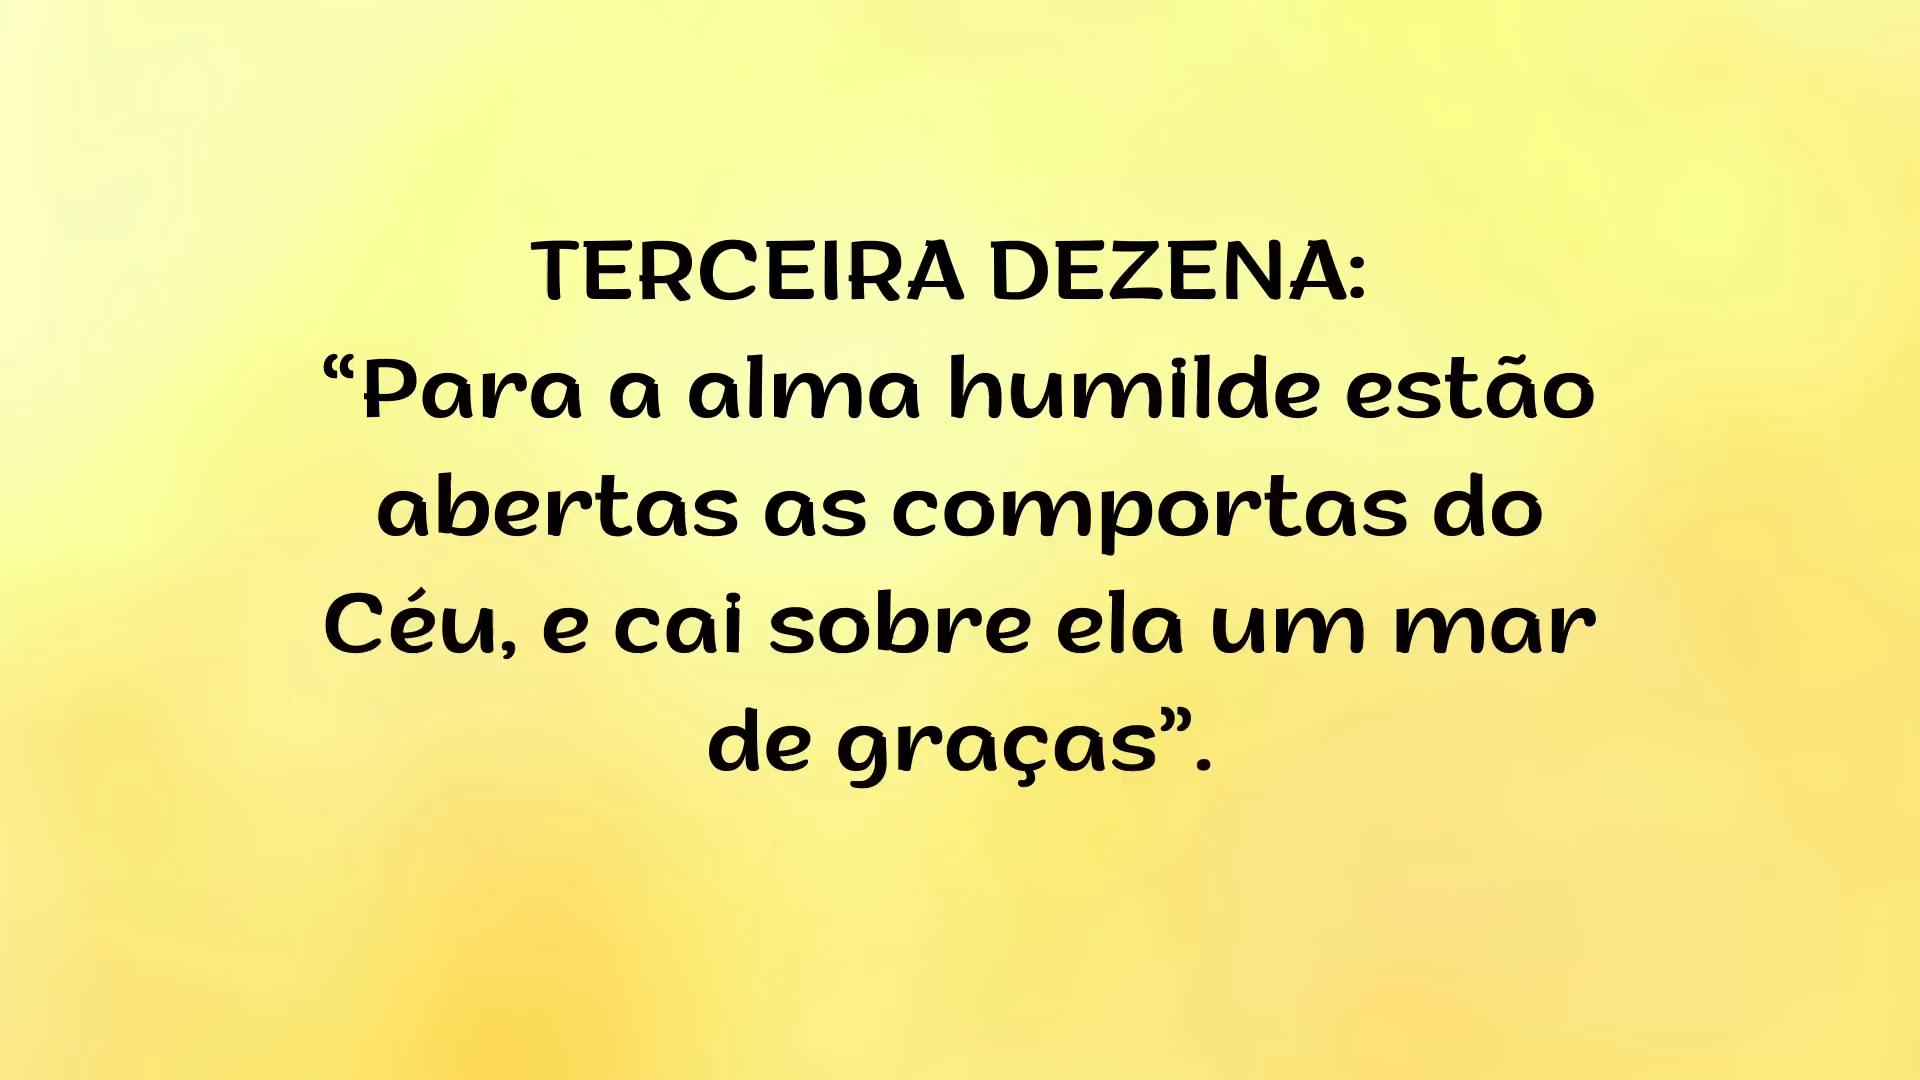 TERCEIRA DEZENA:
“Para a alma humilde estão
abertas as comportas do
Céu, e cai sobre ela um mar
de graças”.